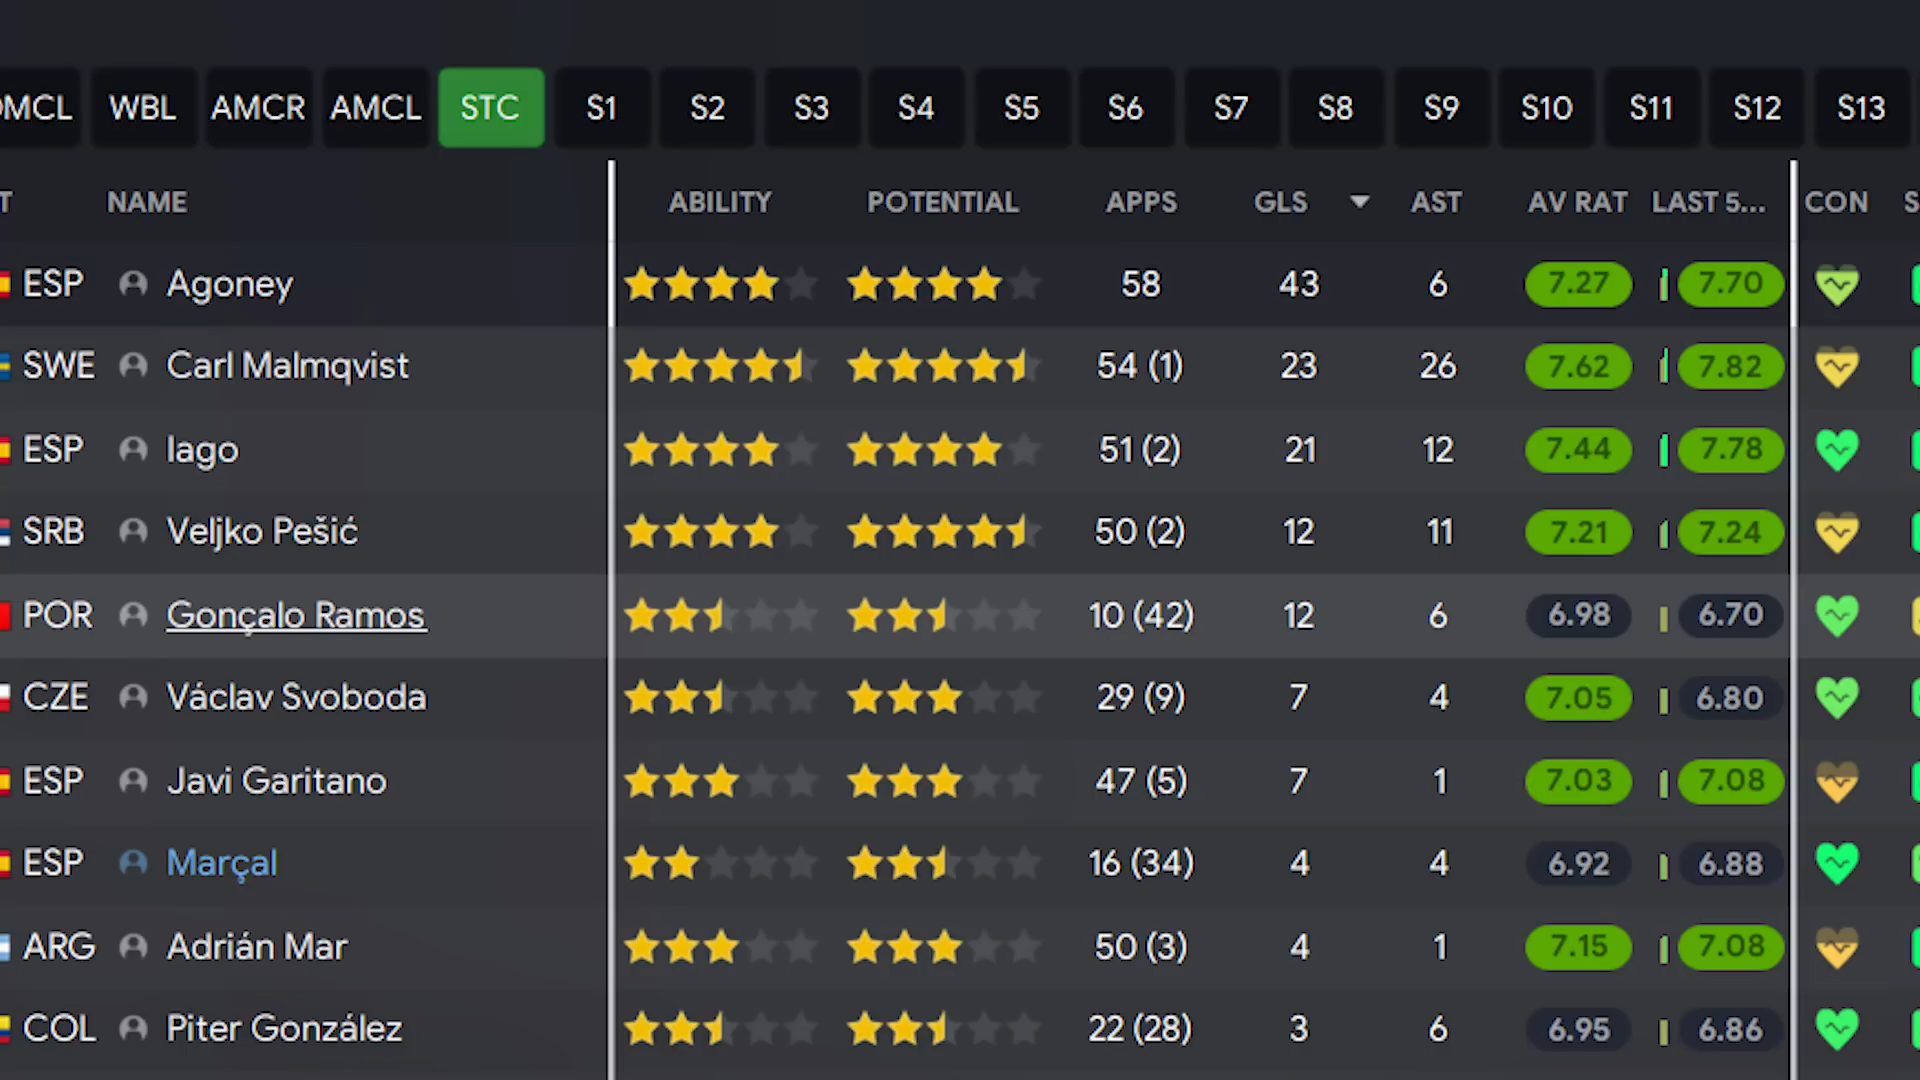 OMCL WBL AMCR AMCL STC S1 S2 S3 S4 S5 S6 S7 S8 S9 S10 S11 S12 S13
NAME ABILITY POTENTIAL APPS GLS AST AV RAT LAST 5... CON
ESP Agoney 58 43 6 7.27 7.70
SWE Carl Malmqvist 54 (1) 23 26 7.62 7.82
ESP Iago 51 (2) 21 12 7.44 7.78
SRB Veljko Pešić 50 (2) 12 11 7.21 7.24
POR Gonçalo Ramos 10 (42) 12 6 6.98 6.70
CZE Václav Svoboda 29 (9) 7 4 7.05 6.80
ESP Javi Garitano 47 (5) 7 1 7.03 7.08
ESP Marçal 16 (34) 4 4 6.92 6.88
ARG Adrián Mar 50 (3) 4 1 7.15 7.08
COL Piter González 22 (28) 3 6 6.95 6.86